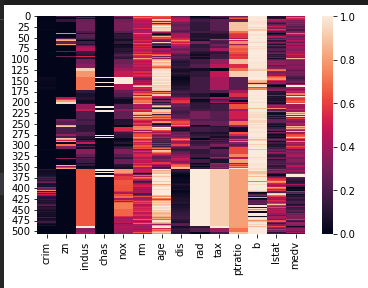 0
25
50
75
100
125
150
175
200
225
250
275
300
325
350
375
400
425
450
475
500
crim
zn
indus
chas
nox
rm
age
dis
rad
tax
ptratio
b
lstat
medv
1.0
0.8
0.6
0.4
0.2
0.0